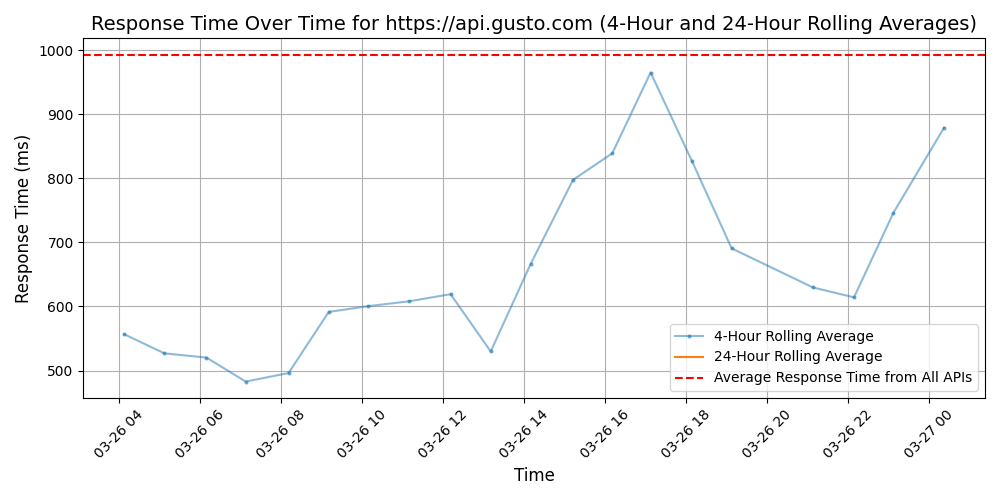 Response Time Over Time for https://api.gusto.com (4-Hour and 24-Hour Rolling Averages)
Response Time (ms)
1000
900
800
700
600
500
4-Hour Rolling Average
24-Hour Rolling Average
Average Response Time from All APIs
03-26 04
03-26 06
03-26 08
03-26 10
03-26 12
03-26 14
03-26 16
03-26 18
03-26 20
03-26 22
03-27 00
Time